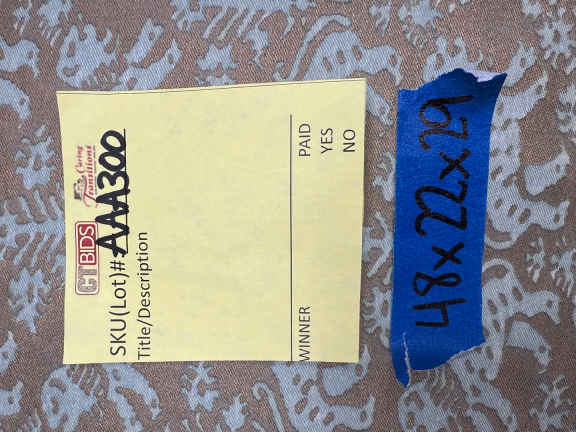 CTBIDS
Caring
Transitions
SKU(Lot)# AAA300
Title/Description
WINNER
PAID
YES
NO
48x22x29